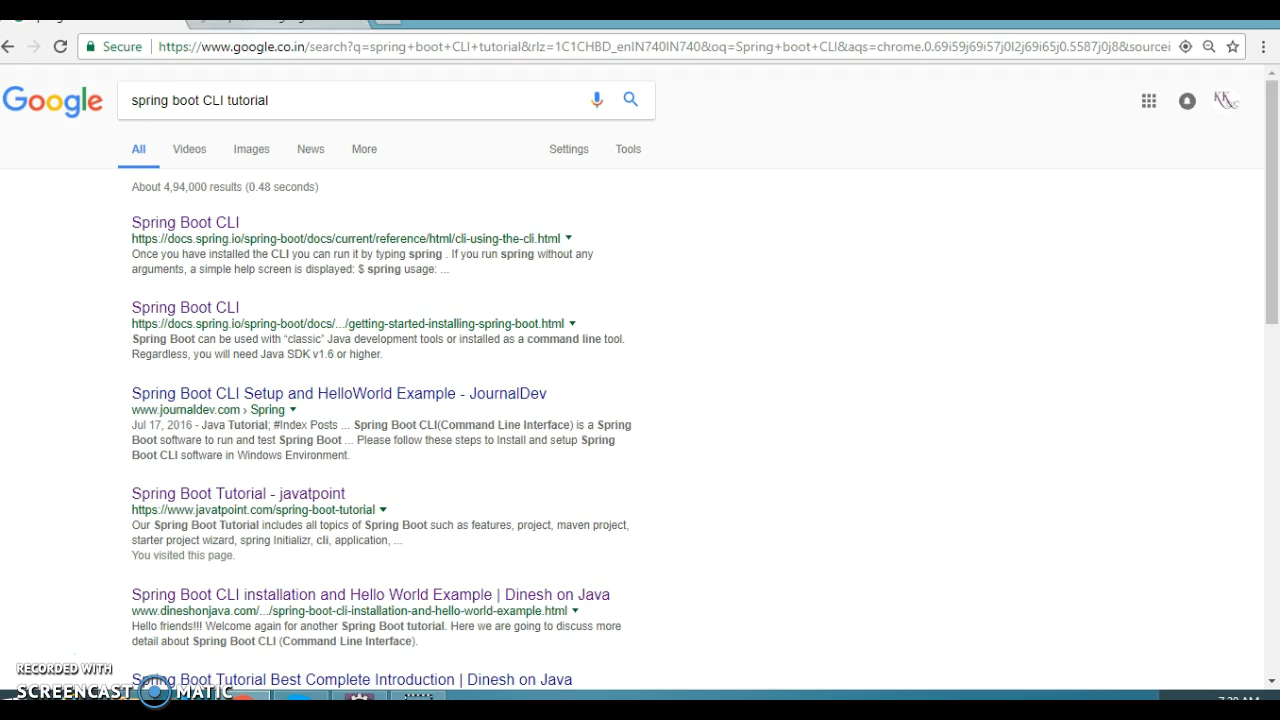 Secure https://www.google.co.in/search?q=spring+boot+CLI+tutorial&rlz=1C1CHBD_enIN740IN740&oq=Spring+boot+CLI&aqs=chrome.0.69i59j69i57j0l2j69i65j0.5587j0j8&sourcei
Google spring boot CLI tutorial
All Videos Images News More Settings Tools
About 4,94,000 results (0.48 seconds)
Spring Boot CLI
https://docs.spring.io/spring-boot/docs/current/reference/html/cli-using-the-cli.html
Once you have installed the CLI you can run it by typing spring . If you run spring without any
arguments, a simple help screen is displayed: $ spring usage: ...
Spring Boot CLI
https://docs.spring.io/spring-boot/docs/.../getting-started-installing-spring-boot.html
Spring Boot can be used with “classic” Java development tools or installed as a command line tool.
Regardless, you will need Java SDK v1.6 or higher.
Spring Boot CLI Setup and HelloWorld Example - JournalDev
www.journaldev.com › Spring
Jul 17, 2016 - Java Tutorial; #Index Posts ... Spring Boot CLI(Command Line Interface) is a Spring
Boot software to run and test Spring Boot ... Please follow these steps to Install and setup Spring
Boot CLI software in Windows Environment.
Spring Boot Tutorial - javatpoint
https://www.javatpoint.com/spring-boot-tutorial
Our Spring Boot Tutorial includes all topics of Spring Boot such as features, project, maven project,
starter project wizard, spring Initializr, cli, application, ...
You visited this page.
Spring Boot CLI installation and Hello World Example | Dinesh on Java
www.dineshonjava.com/.../spring-boot-cli-installation-and-hello-world-example.html
Hello friends!!! Welcome again for another Spring Boot tutorial. Here we are going to discuss more
detail about Spring Boot CLI (Command Line Interface).
Spring Boot Tutorial Best Complete Introduction | Dinesh on Java
RECORDED WITH
SCREENCAST MATIC